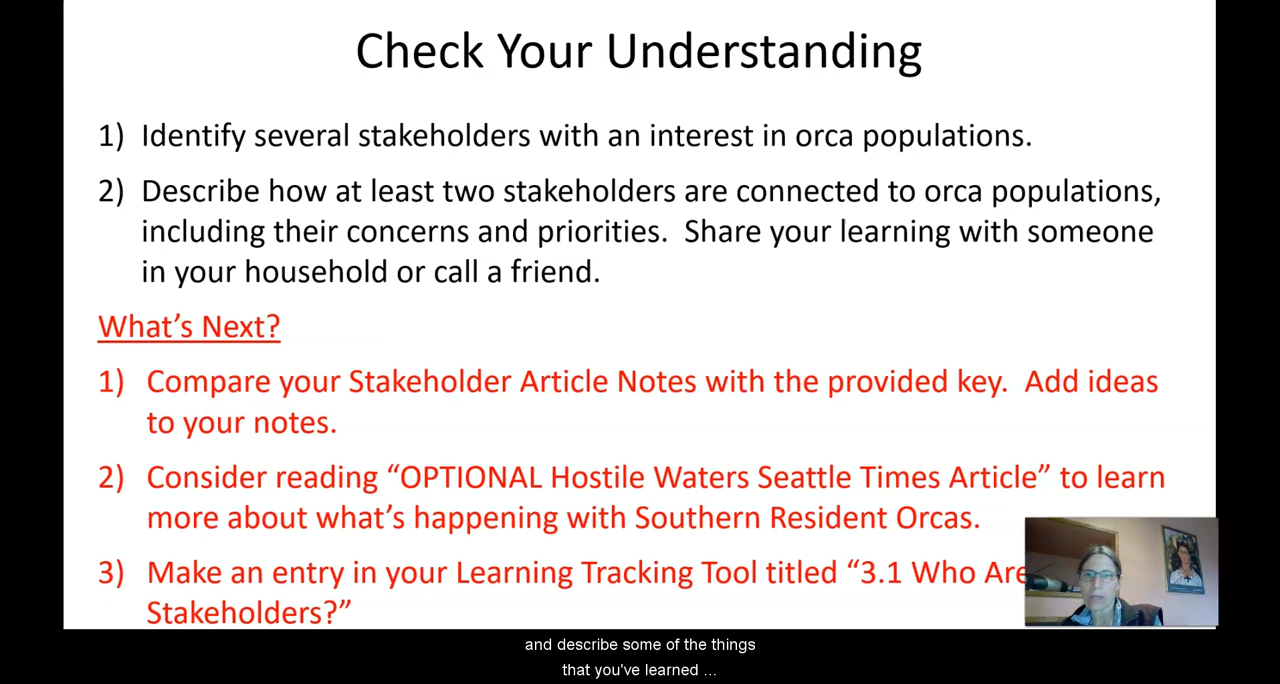 Check Your Understanding
1) Identify several stakeholders with an interest in orca populations.
2) Describe how at least two stakeholders are connected to orca populations,
including their concerns and priorities. Share your learning with someone
in your household or call a friend.
What's Next?
1) Compare your Stakeholder Article Notes with the provided key. Add ideas
to your notes.
2) Consider reading “OPTIONAL Hostile Waters Seattle Times Article” to learn
more about what's happening with Southern Resident Orcas.
3) Make an entry in your Learning Tracking Tool titled “3.1 Who Are
Stakeholders?”
and describe some of the things
that you've learned ...